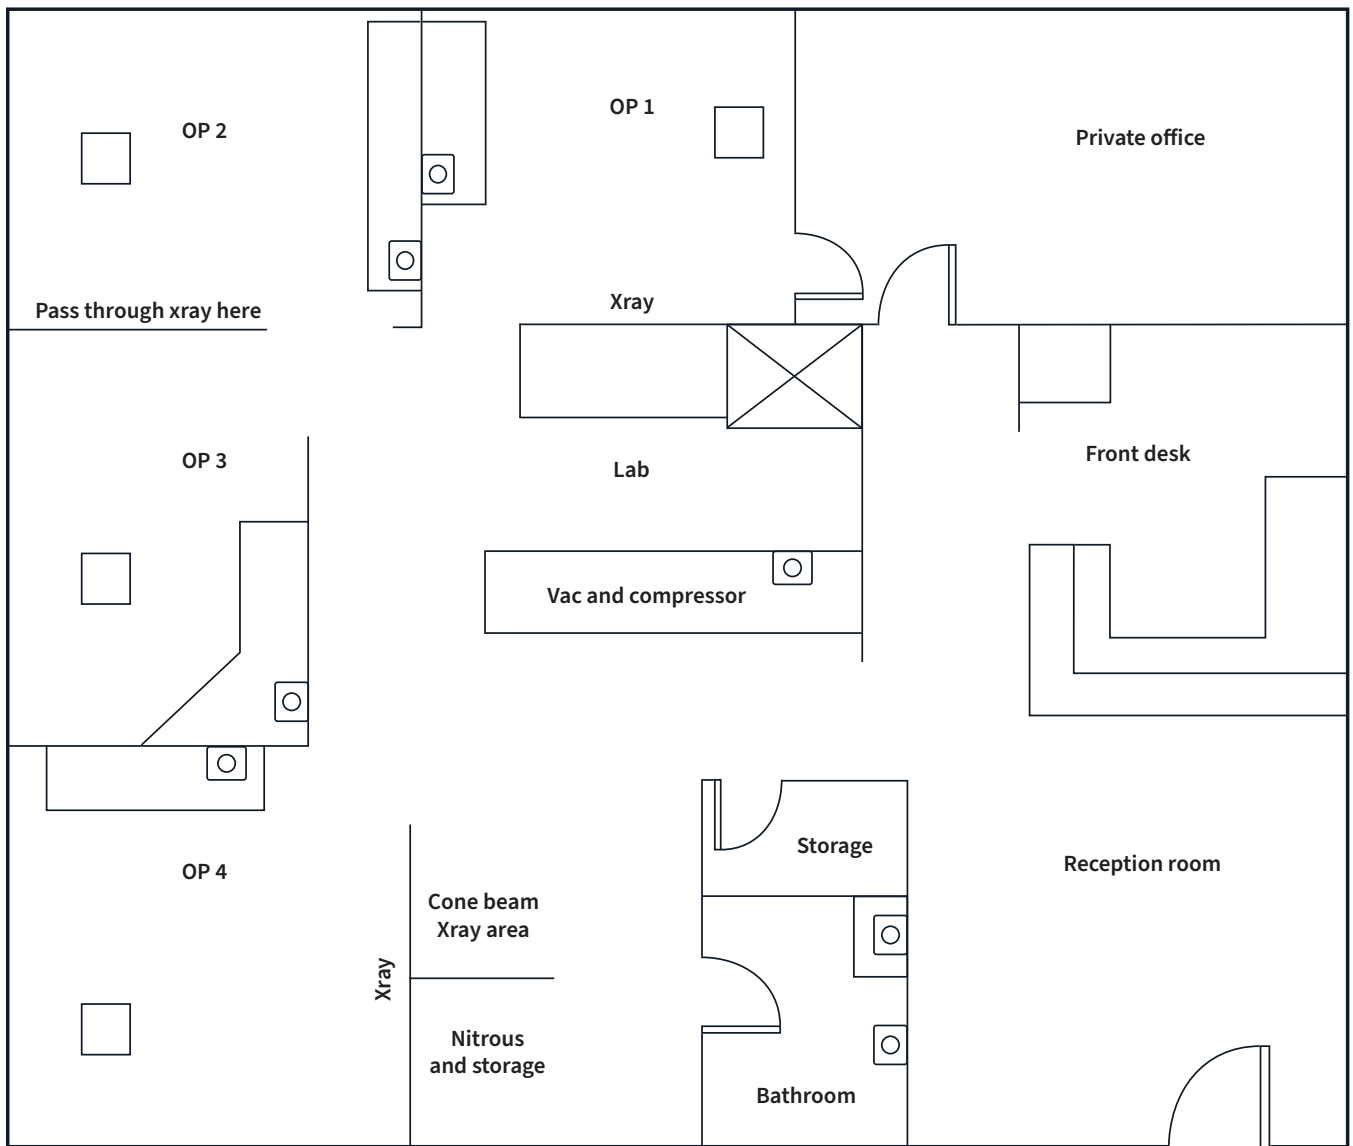 OP 1
OP 2
Private office
Xray
Pass through xray here
Front desk
OP 3
Lab
Vac and compressor
Storage
Reception room
OP 4
Cone beam
Xray area
Xray
Nitrous
and storage
Bathroom